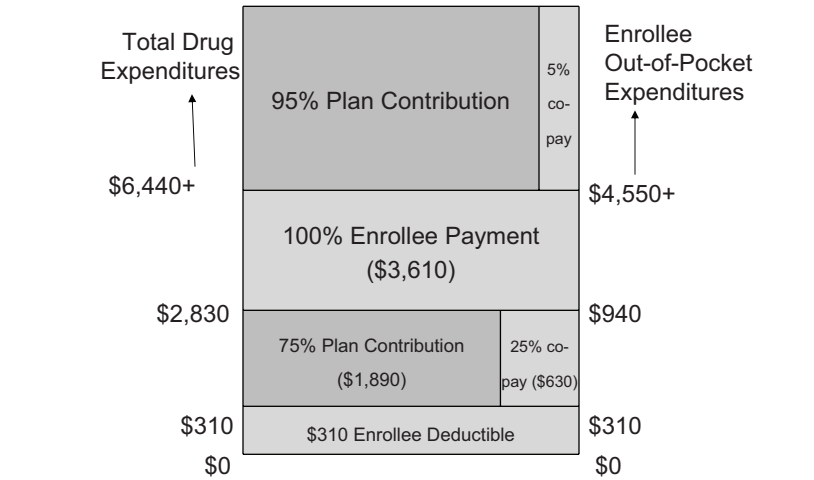 Total Drug
Expenditures
$6,440+
$2,830
$310
$0
95% Plan Contribution
5%
co-
pay
100% Enrollee Payment
($3,610)
75% Plan Contribution
($1,890)
25% co-
pay ($630)
$310 Enrollee Deductible
Enrollee
Out-of-Pocket
Expenditures
$4,550+
$940
$310
$0